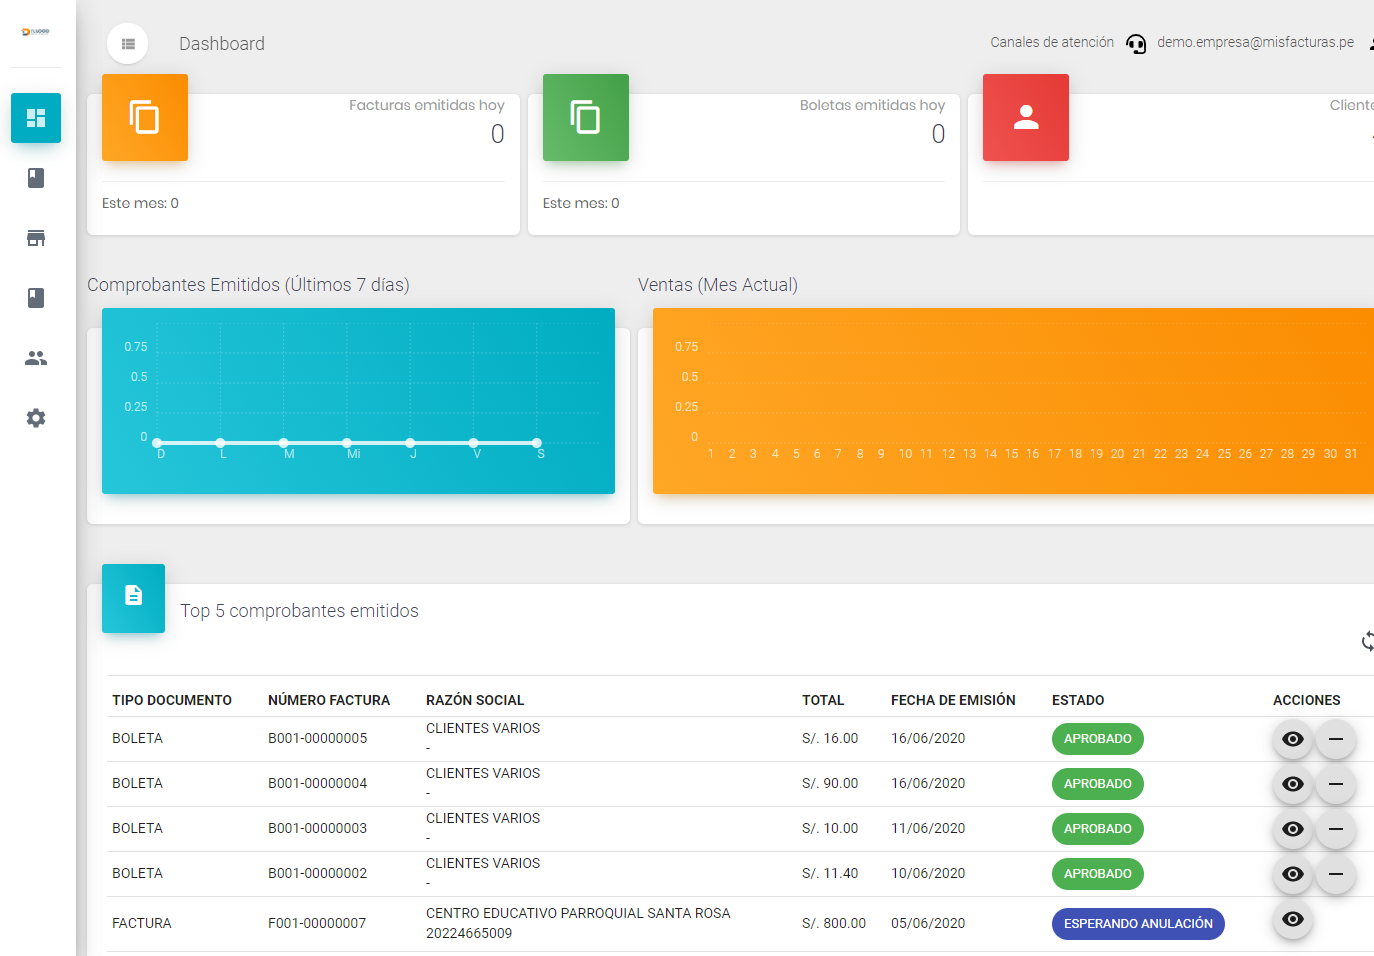 TULOGO
Dashboard
Canales de atención
demo.empresa@misfacturas.pe
Facturas emitidas hoy
0
Este mes: 0
Boletas emitidas hoy
0
Este mes: 0
Cliente
Comprobantes Emitidos (Últimos 7 días)
0.75
0.5
0.25
0
D L M Mi J V S
Ventas (Mes Actual)
0.75
0.5
0.25
0
1 2 3 4 5 6 7 8 9 10 11 12 13 14 15 16 17 18 19 20 21 22 23 24 25 26 27 28 29 30 31
Top 5 comprobantes emitidos
TIPO DOCUMENTO NÚMERO FACTURA RAZÓN SOCIAL TOTAL FECHA DE EMISIÓN ESTADO ACCIONES
BOLETA B001-00000005 CLIENTES VARIOS - S/. 16.00 16/06/2020 APROBADO
BOLETA B001-00000004 CLIENTES VARIOS - S/. 90.00 16/06/2020 APROBADO
BOLETA B001-00000003 CLIENTES VARIOS - S/. 10.00 11/06/2020 APROBADO
BOLETA B001-00000002 CLIENTES VARIOS - S/. 11.40 10/06/2020 APROBADO
FACTURA F001-00000007 CENTRO EDUCATIVO PARROQUIAL SANTA ROSA 20224665009 S/. 800.00 05/06/2020 ESPERANDO ANULACIÓN